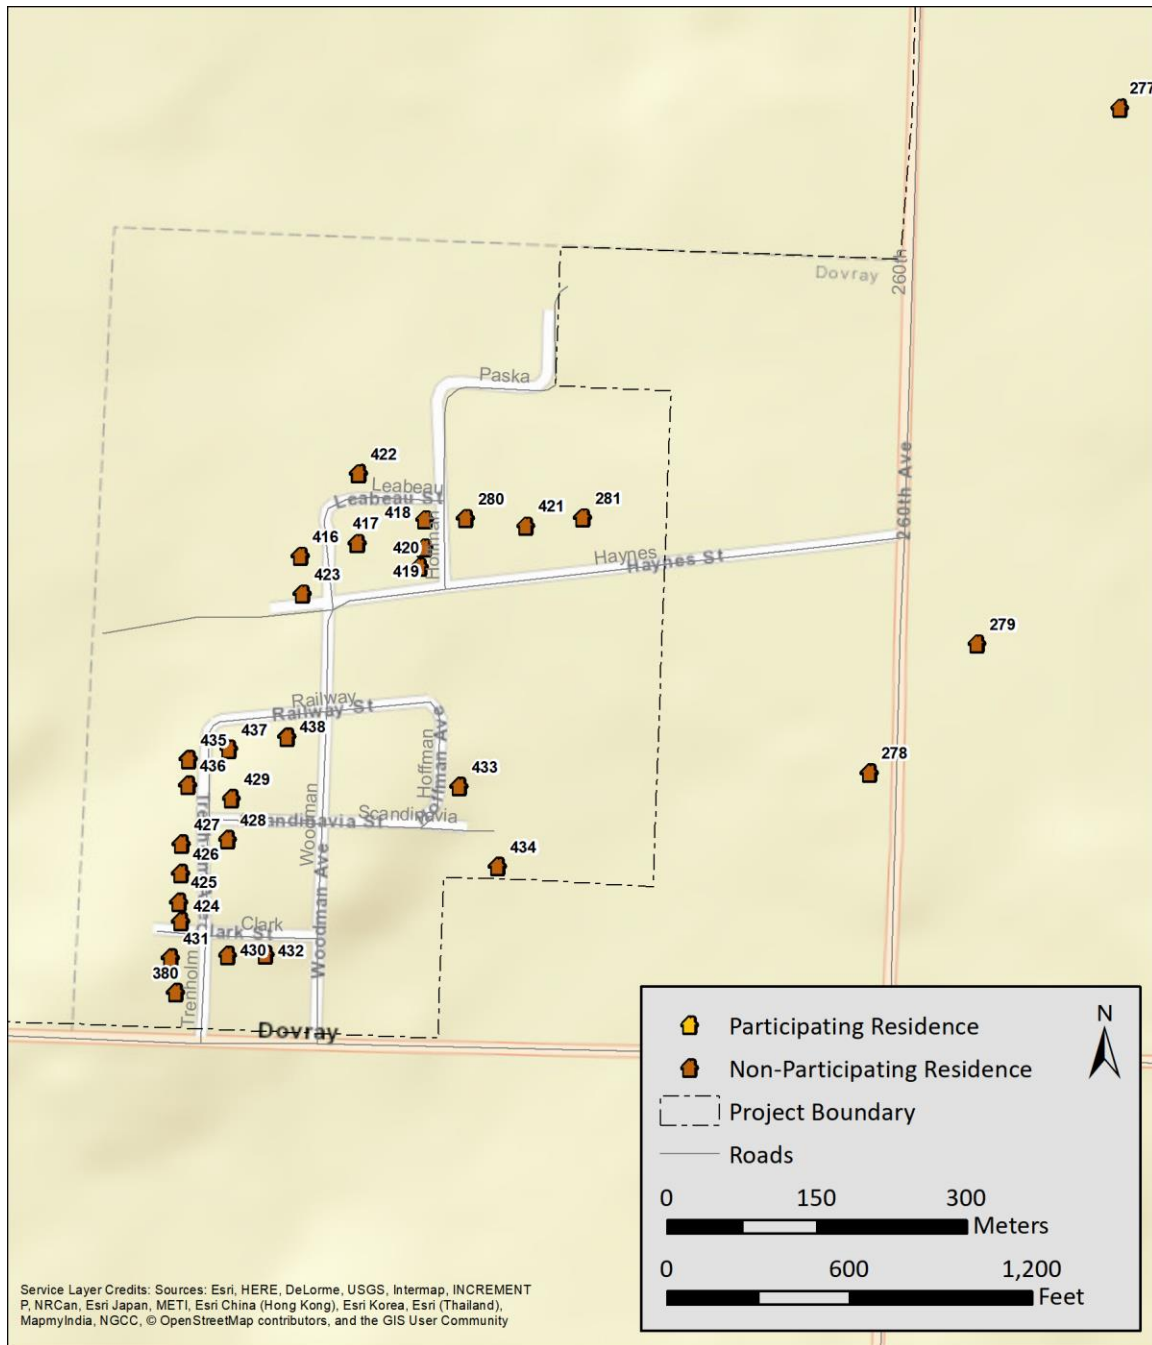 277
Dovray
260th
Paska
422
Leabeau
Leabeau St
280
281
418
421
417
416
420
Hoffman
419
423
Haynes
Haynes St
260th Ave
279
Railway
Railway St
437
438
435
436
Hoffman
Hoffman Ave
433
278
429
Scandinavia
427
428
Woodman
426
434
425
424
Clark
Clark St
Woodman Ave
431
430
432
380
Trenholm
Dovray
N
Participating Residence
Non-Participating Residence
Project Boundary
Roads
0 150 300
Meters
0 600 1,200
Feet
Service Layer Credits: Sources: Esri, HERE, DeLorme, USGS, Intermap, INCREMENT
P, NRCan, Esri Japan, METI, Esri China (Hong Kong), Esri Korea, Esri (Thailand),
MapmyIndia, NGCC, © OpenStreetMap contributors, and the GIS User Community